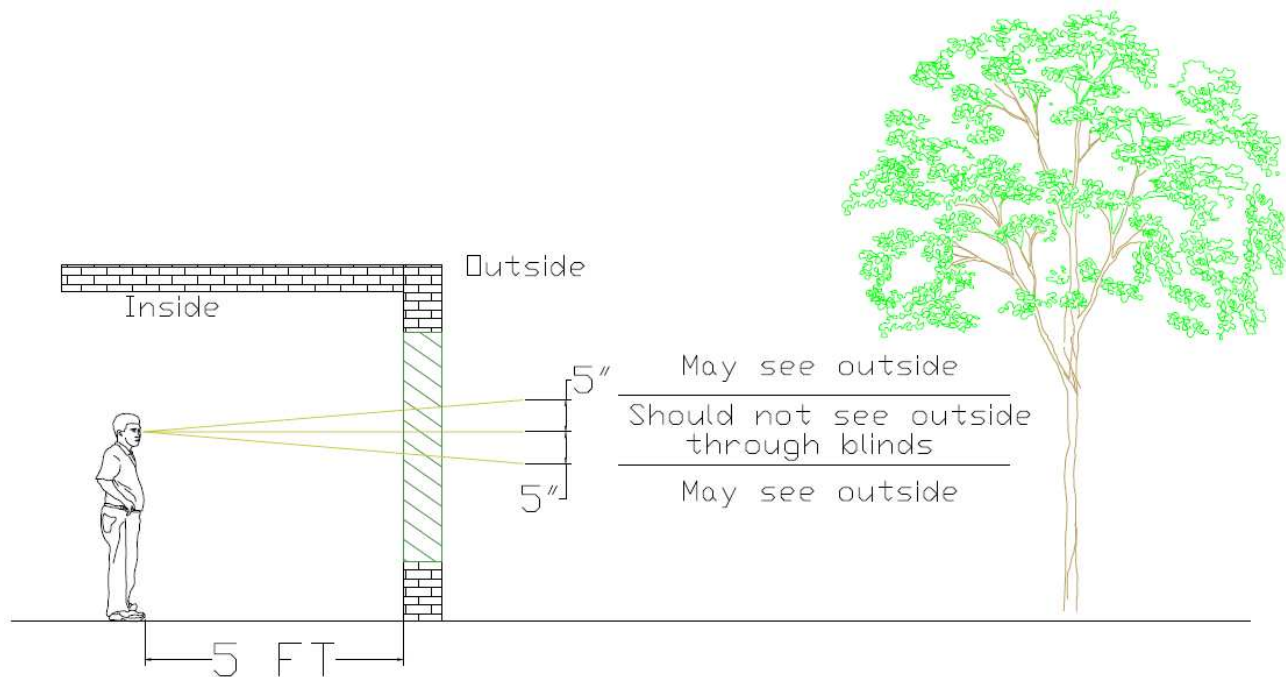 Outside
Inside
5"
May see outside
Should not see outside
through blinds
5"
May see outside
5 FT